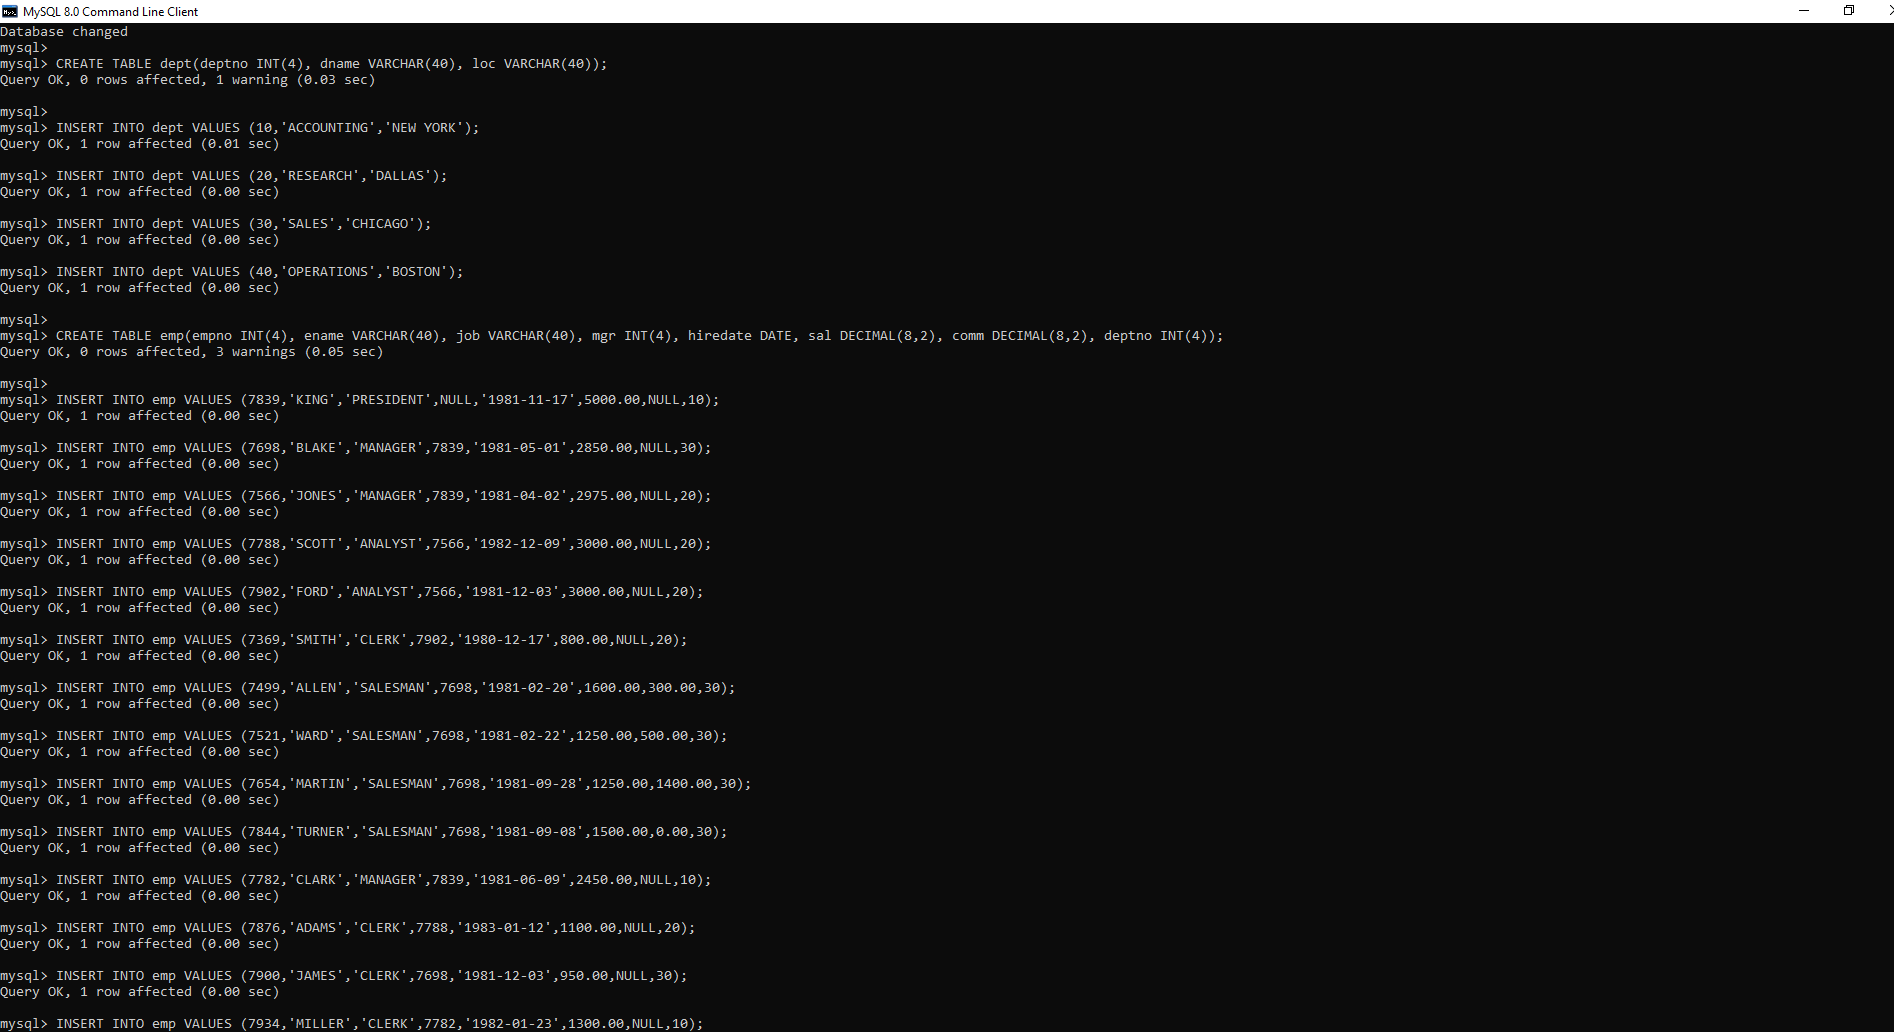 MySQL 8.0 Command Line Client
Database changed
mysql>
mysql> CREATE TABLE dept(deptno INT(4), dname VARCHAR(40), loc VARCHAR(40));
Query OK, 0 rows affected, 1 warning (0.03 sec)
mysql>
mysql> INSERT INTO dept VALUES (10,'ACCOUNTING','NEW YORK');
Query OK, 1 row affected (0.01 sec)
mysql> INSERT INTO dept VALUES (20,'RESEARCH','DALLAS');
Query OK, 1 row affected (0.00 sec)
mysql> INSERT INTO dept VALUES (30,'SALES','CHICAGO');
Query OK, 1 row affected (0.00 sec)
mysql> INSERT INTO dept VALUES (40,'OPERATIONS','BOSTON');
Query OK, 1 row affected (0.00 sec)
mysql>
mysql> CREATE TABLE emp(empno INT(4), ename VARCHAR(40), job VARCHAR(40), mgr INT(4), hiredate DATE, sal DECIMAL(8,2), comm DECIMAL(8,2), deptno INT(4));
Query OK, 0 rows affected, 3 warnings (0.05 sec)
mysql>
mysql> INSERT INTO emp VALUES (7839,'KING','PRESIDENT',NULL,'1981-11-17',5000.00,NULL,10);
Query OK, 1 row affected (0.00 sec)
mysql> INSERT INTO emp VALUES (7698,'BLAKE','MANAGER',7839,'1981-05-01',2850.00,NULL,30);
Query OK, 1 row affected (0.00 sec)
mysql> INSERT INTO emp VALUES (7566,'JONES','MANAGER',7839,'1981-04-02',2975.00,NULL,20);
Query OK, 1 row affected (0.00 sec)
mysql> INSERT INTO emp VALUES (7788,'SCOTT','ANALYST',7566,'1982-12-09',3000.00,NULL,20);
Query OK, 1 row affected (0.00 sec)
mysql> INSERT INTO emp VALUES (7902,'FORD','ANALYST',7566,'1981-12-03',3000.00,NULL,20);
Query OK, 1 row affected (0.00 sec)
mysql> INSERT INTO emp VALUES (7369,'SMITH','CLERK',7902,'1980-12-17',800.00,NULL,20);
Query OK, 1 row affected (0.00 sec)
mysql> INSERT INTO emp VALUES (7499,'ALLEN','SALESMAN',7698,'1981-02-20',1600.00,300.00,30);
Query OK, 1 row affected (0.00 sec)
mysql> INSERT INTO emp VALUES (7521,'WARD','SALESMAN',7698,'1981-02-22',1250.00,500.00,30);
Query OK, 1 row affected (0.00 sec)
mysql> INSERT INTO emp VALUES (7654,'MARTIN','SALESMAN',7698,'1981-09-28',1250.00,1400.00,30);
Query OK, 1 row affected (0.00 sec)
mysql> INSERT INTO emp VALUES (7844,'TURNER','SALESMAN',7698,'1981-09-08',1500.00,0.00,30);
Query OK, 1 row affected (0.00 sec)
mysql> INSERT INTO emp VALUES (7782,'CLARK','MANAGER',7839,'1981-06-09',2450.00,NULL,10);
Query OK, 1 row affected (0.00 sec)
mysql> INSERT INTO emp VALUES (7876,'ADAMS','CLERK',7788,'1983-01-12',1100.00,NULL,20);
Query OK, 1 row affected (0.00 sec)
mysql> INSERT INTO emp VALUES (7900,'JAMES','CLERK',7698,'1981-12-03',950.00,NULL,30);
Query OK, 1 row affected (0.00 sec)
mysql> INSERT INTO emp VALUES (7934,'MILLER','CLERK',7782,'1982-01-23',1300.00,NULL,10);